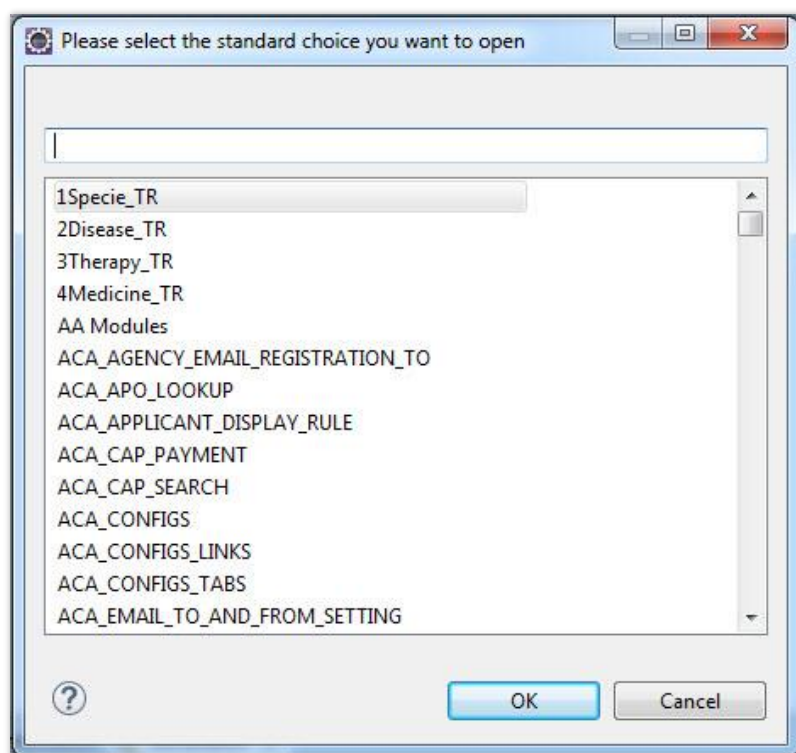 Please select the standard choice you want to open
1Specie_TR
2Disease_TR
3Therapy_TR
4Medicine_TR
AA Modules
ACA_AGENCY_EMAIL_REGISTRATION_TO
ACA_APO_LOOKUP
ACA_APPLICANT_DISPLAY_RULE
ACA_CAP_PAYMENT
ACA_CAP_SEARCH
ACA_CONFIGS
ACA_CONFIGS_LINKS
ACA_CONFIGS_TABS
ACA_EMAIL_TO_AND_FROM_SETTING
? OK Cancel